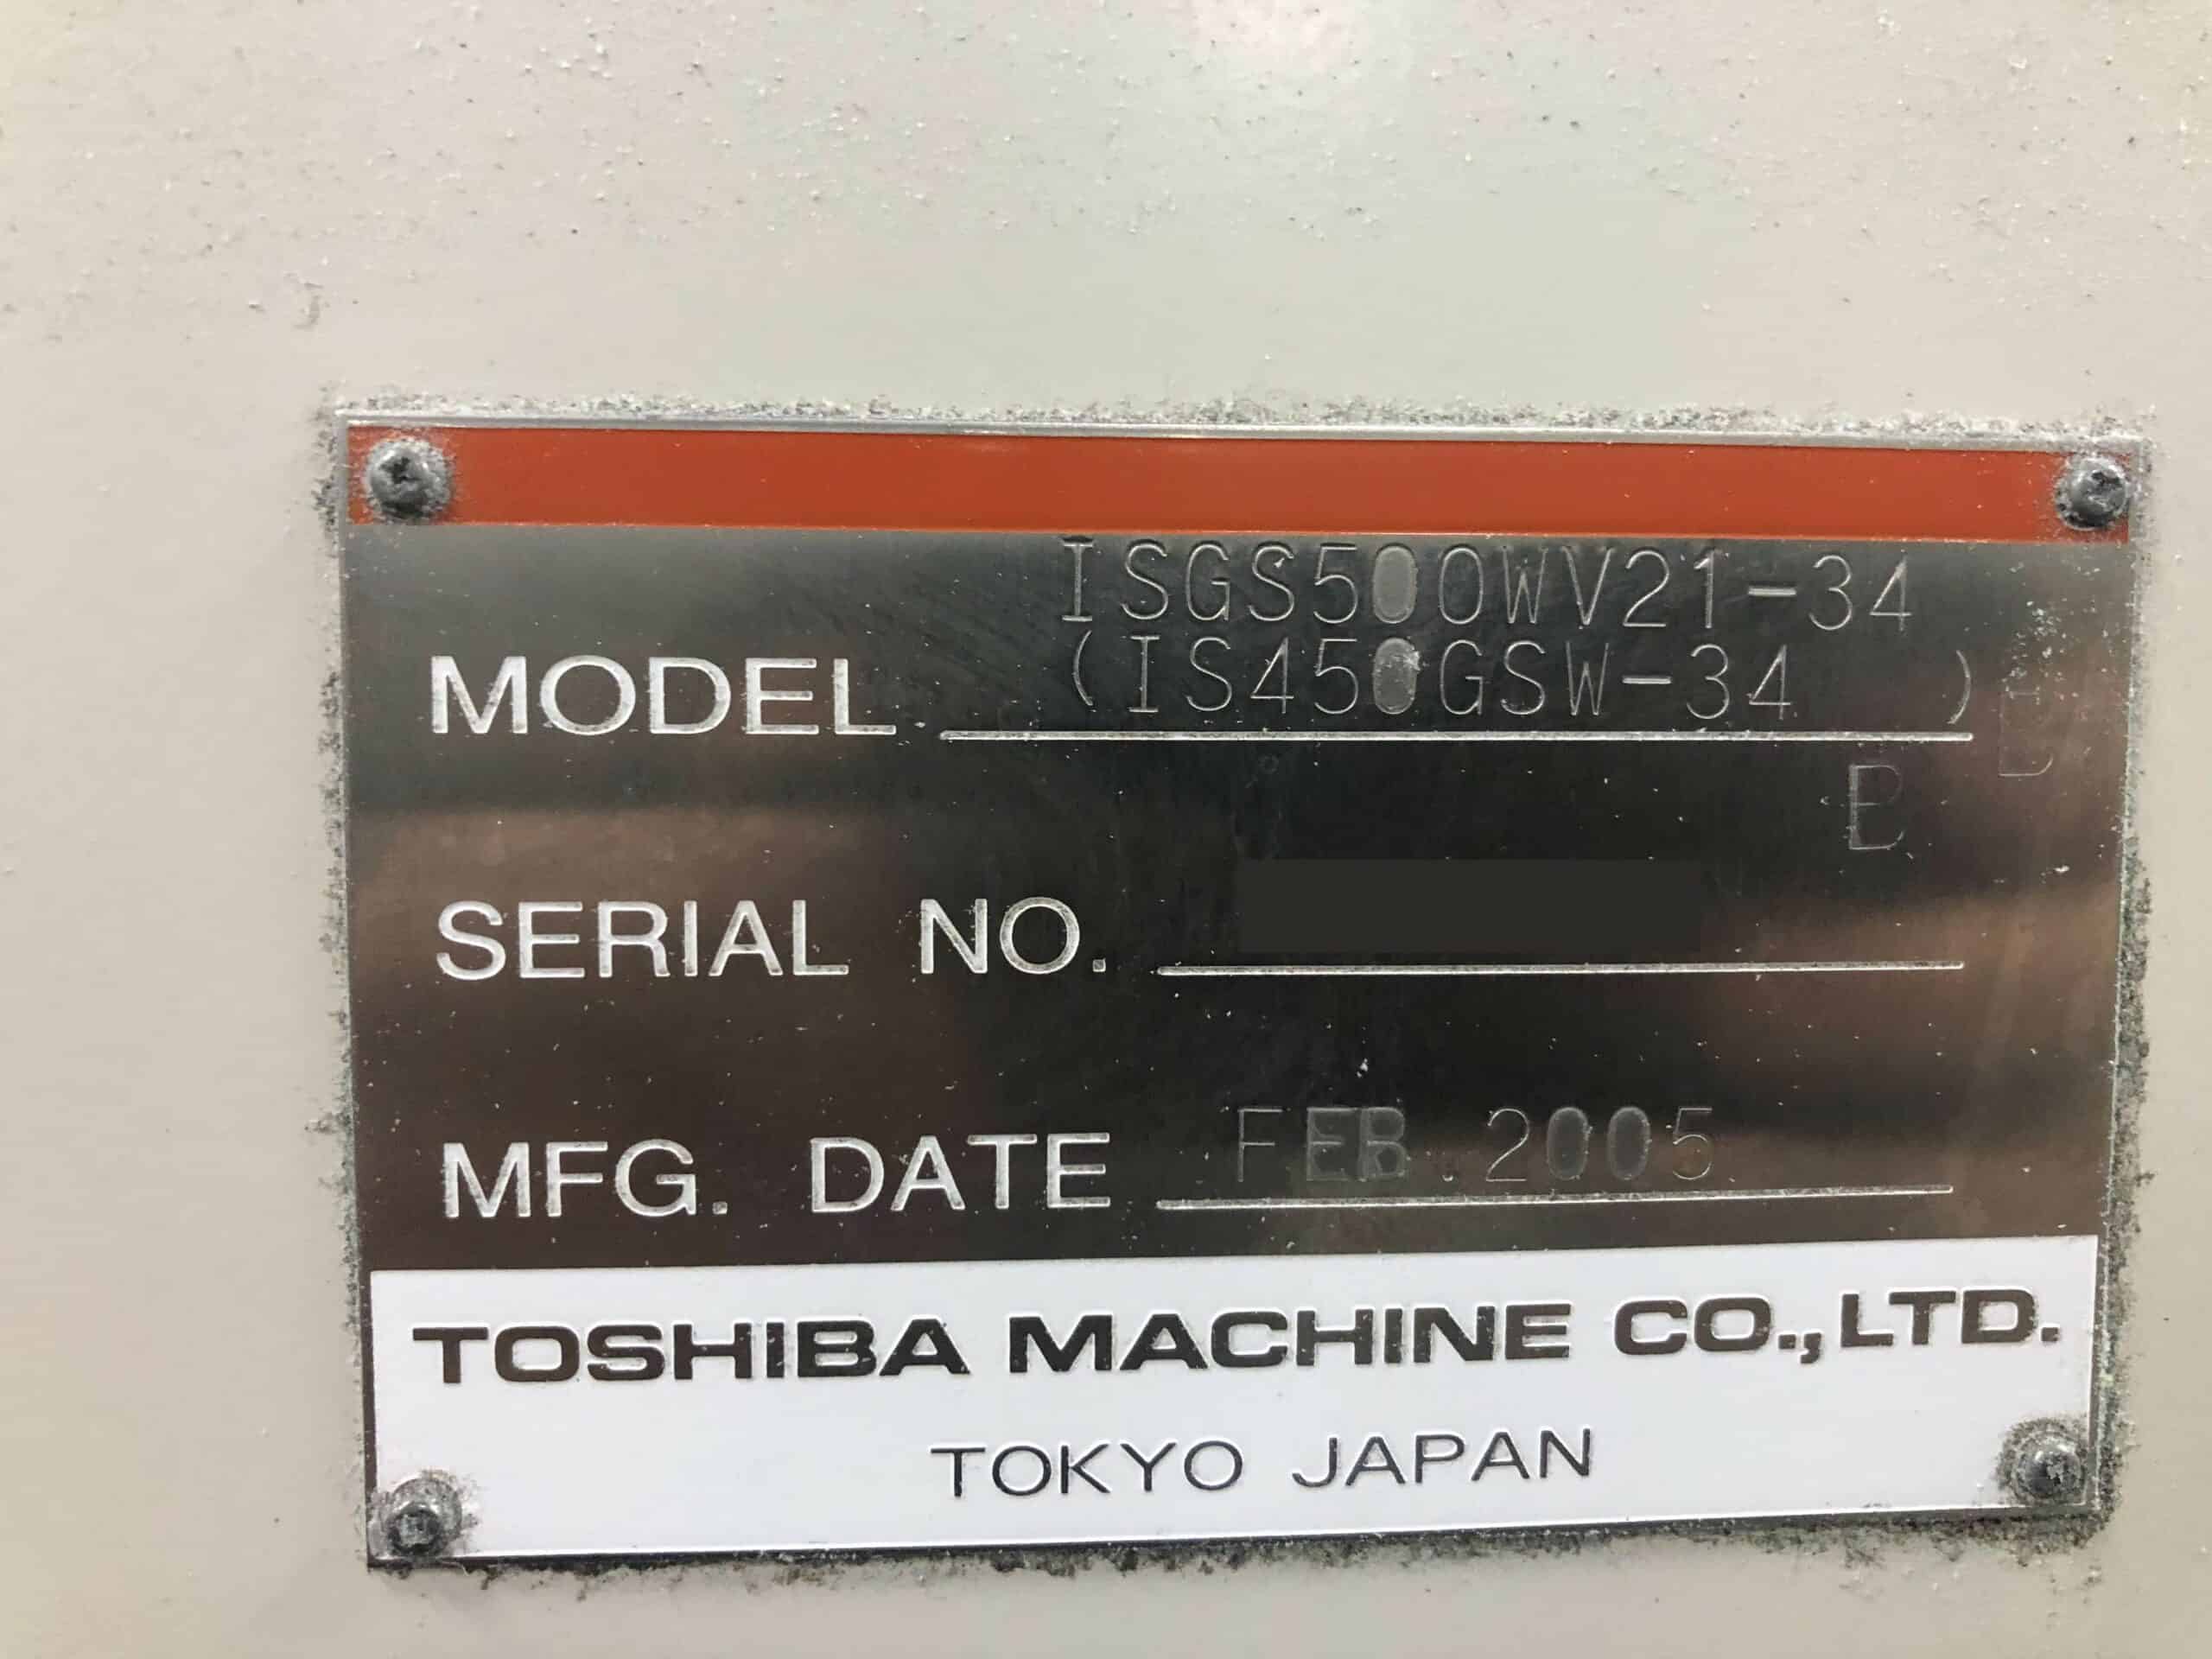 ISGS500WV21-34
MODEL (IS450GSW-34 )
B
SERIAL NO.
MFG. DATE FEB.2005
TOSHIBA MACHINE CO.,LTD.
TOKYO JAPAN